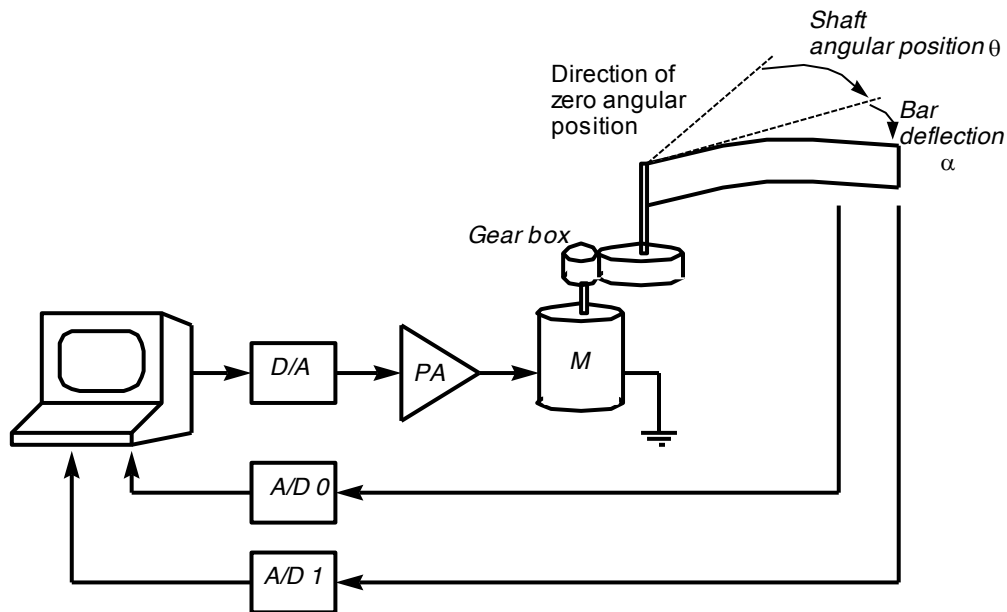 Shaft
angular position θ
Direction of
zero angular
position
Bar
deflection
α
Gear box
D/A
PA
M
A/D 0
A/D 1